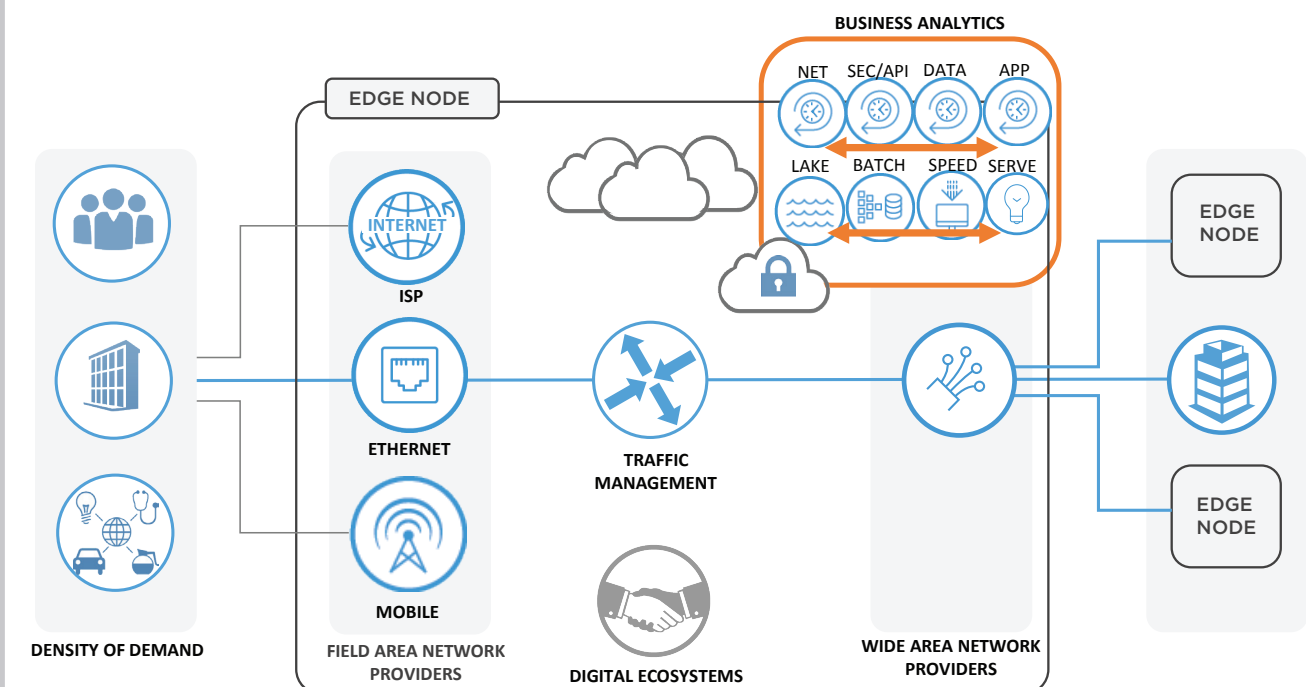 BUSINESS ANALYTICS
EDGE NODE
NET SEC/API DATA APP
LAKE BATCH SPEED SERVE
INTERNET
ISP
ETHERNET
MOBILE
TRAFFIC
MANAGEMENT
EDGE
NODE
EDGE
NODE
DENSITY OF DEMAND
FIELD AREA NETWORK
PROVIDERS
DIGITAL ECOSYSTEMS
WIDE AREA NETWORK
PROVIDERS